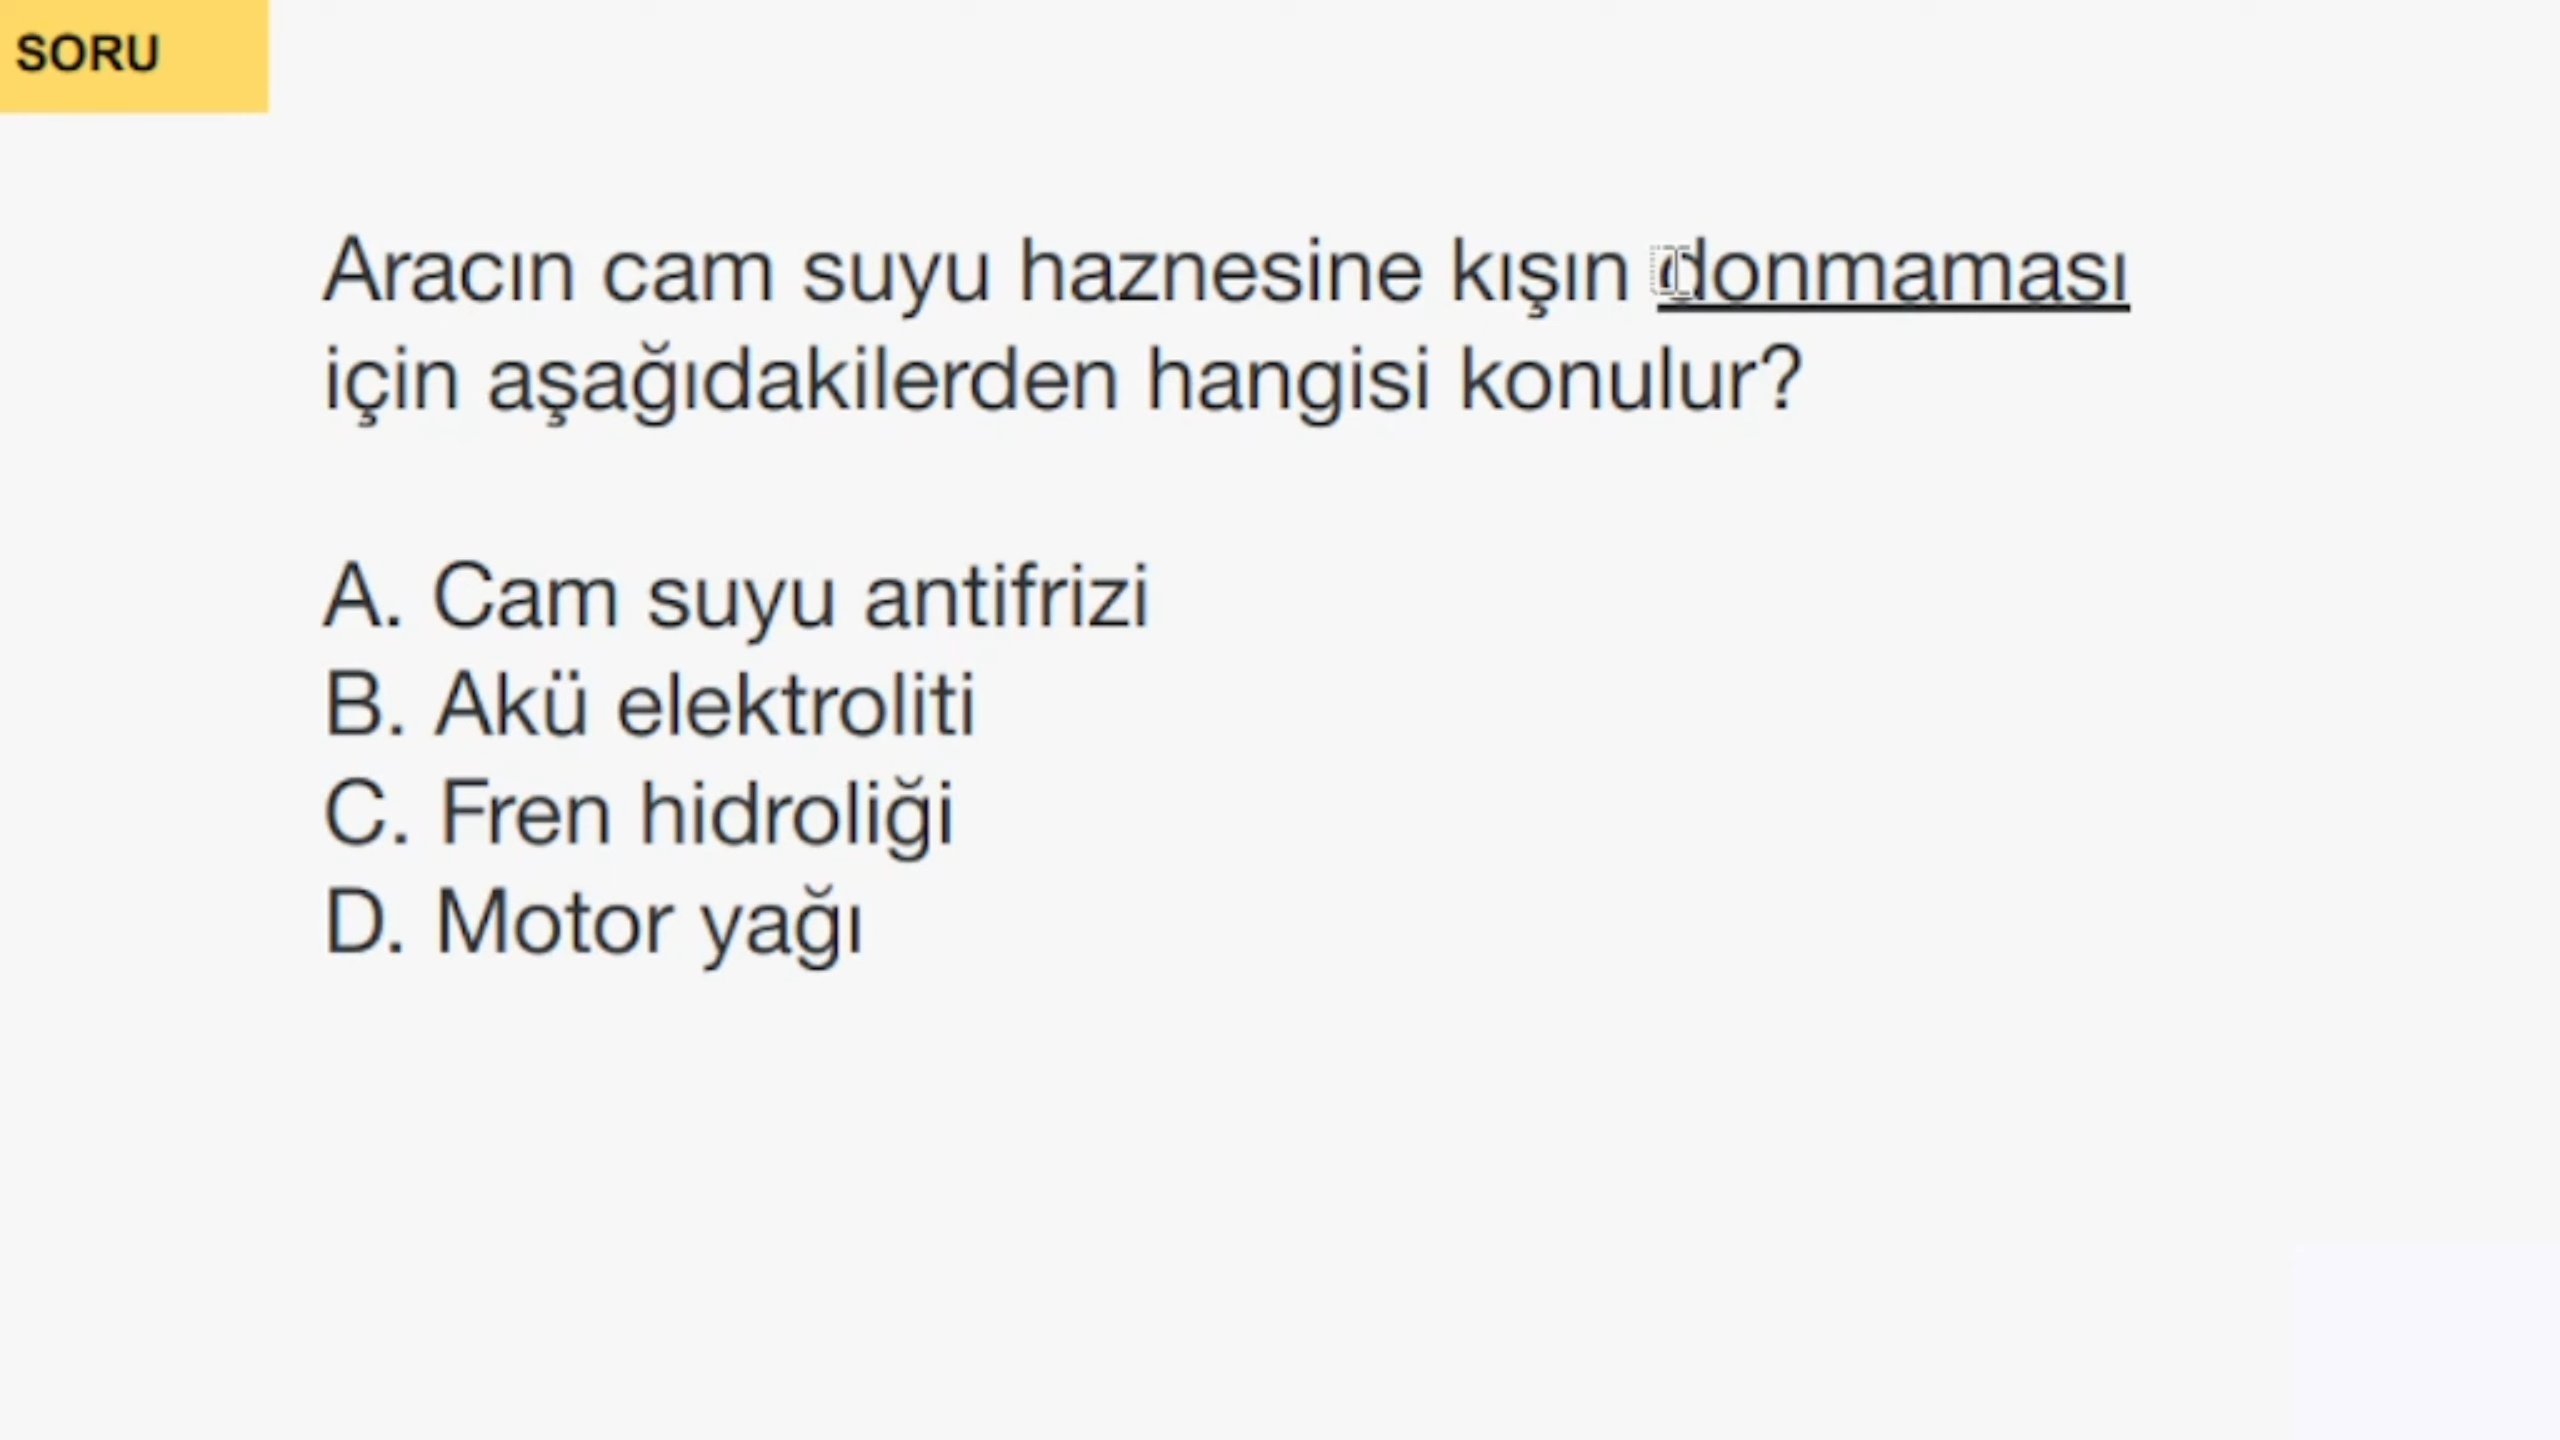 SORU
Aracın cam suyu haznesine kışın donmaması
için aşağıdakilerden hangisi konulur?
A. Cam suyu antifrizi
B. Akü elektroliti
C. Fren hidroliği
D. Motor yağı